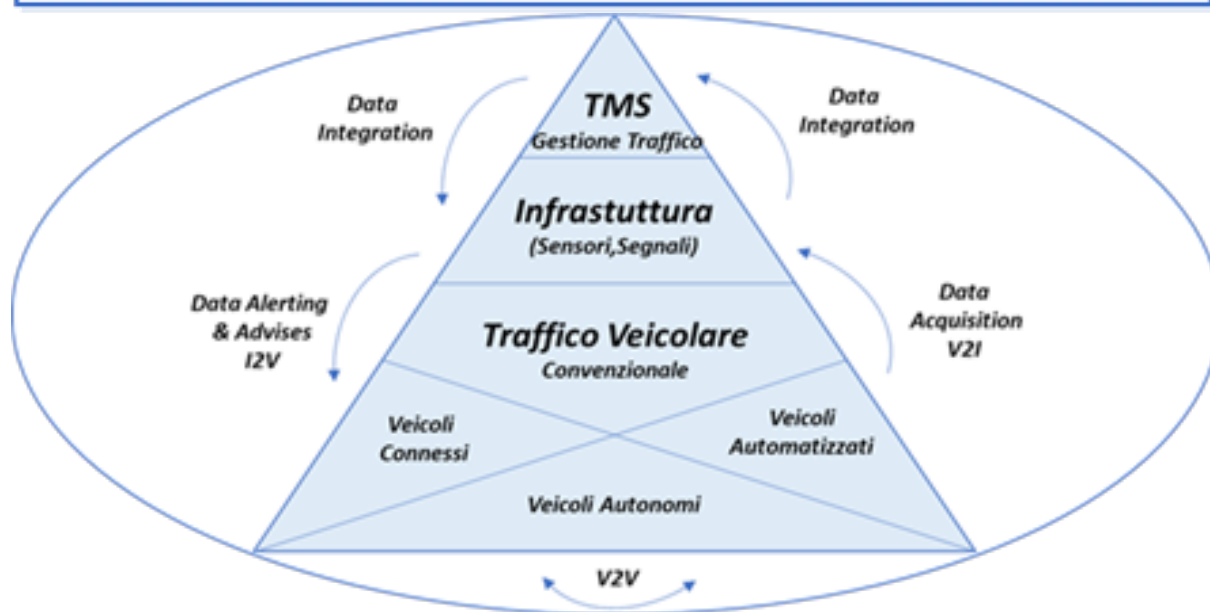 TMS
Gestione Traffico
Data
Integration
Data
Integration
Infrastuttura
(Sensori,Segnali)
Data Alerting
& Advises
I2V
Data
Acquisition
V2I
Traffico Veicolare
Convenzionale
Veicoli
Connessi
Veicoli
Automatizzati
Veicoli Autonomi
V2V